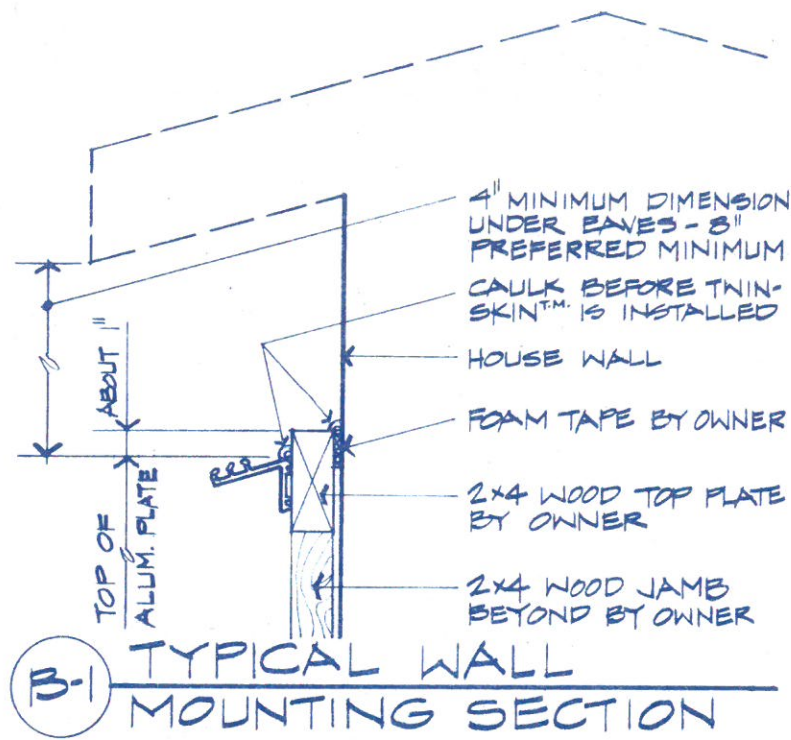 4" MINIMUM DIMENSION
UNDER EAVES - 8"
PREFERRED MINIMUM
CAULK BEFORE TWIN-
SKIN T.M. IS INSTALLED
HOUSE WALL
FOAM TAPE BY OWNER
2x4 WOOD TOP PLATE
BY OWNER
2x4 WOOD JAMB
BEYOND BY OWNER
ABOUT 1"
TOP OF
ALUM. PLATE
B-1
TYPICAL WALL
MOUNTING SECTION